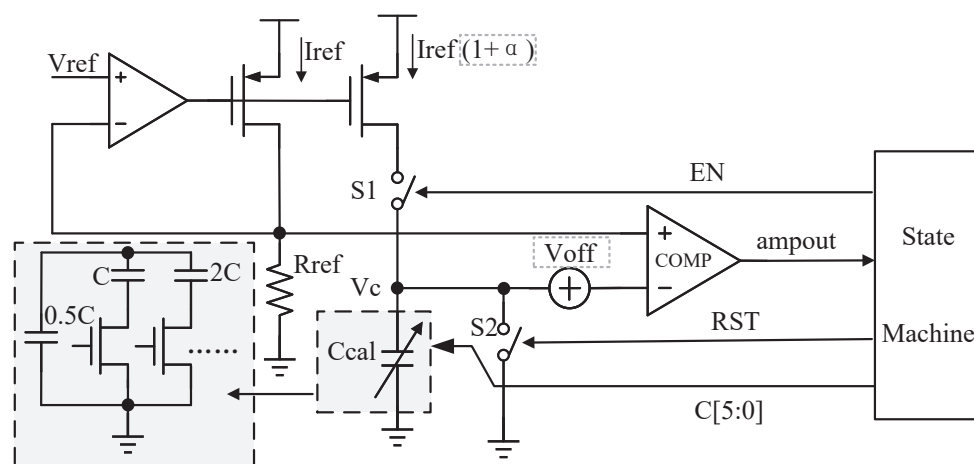 Vref
+
−
Iref
Iref(1+α)
S1
EN
+
COMP
−
ampout
State
Machine
Rref
Voff
+
Vc
C
2C
0.5C
......
S2
RST
Ccal
C[5:0]